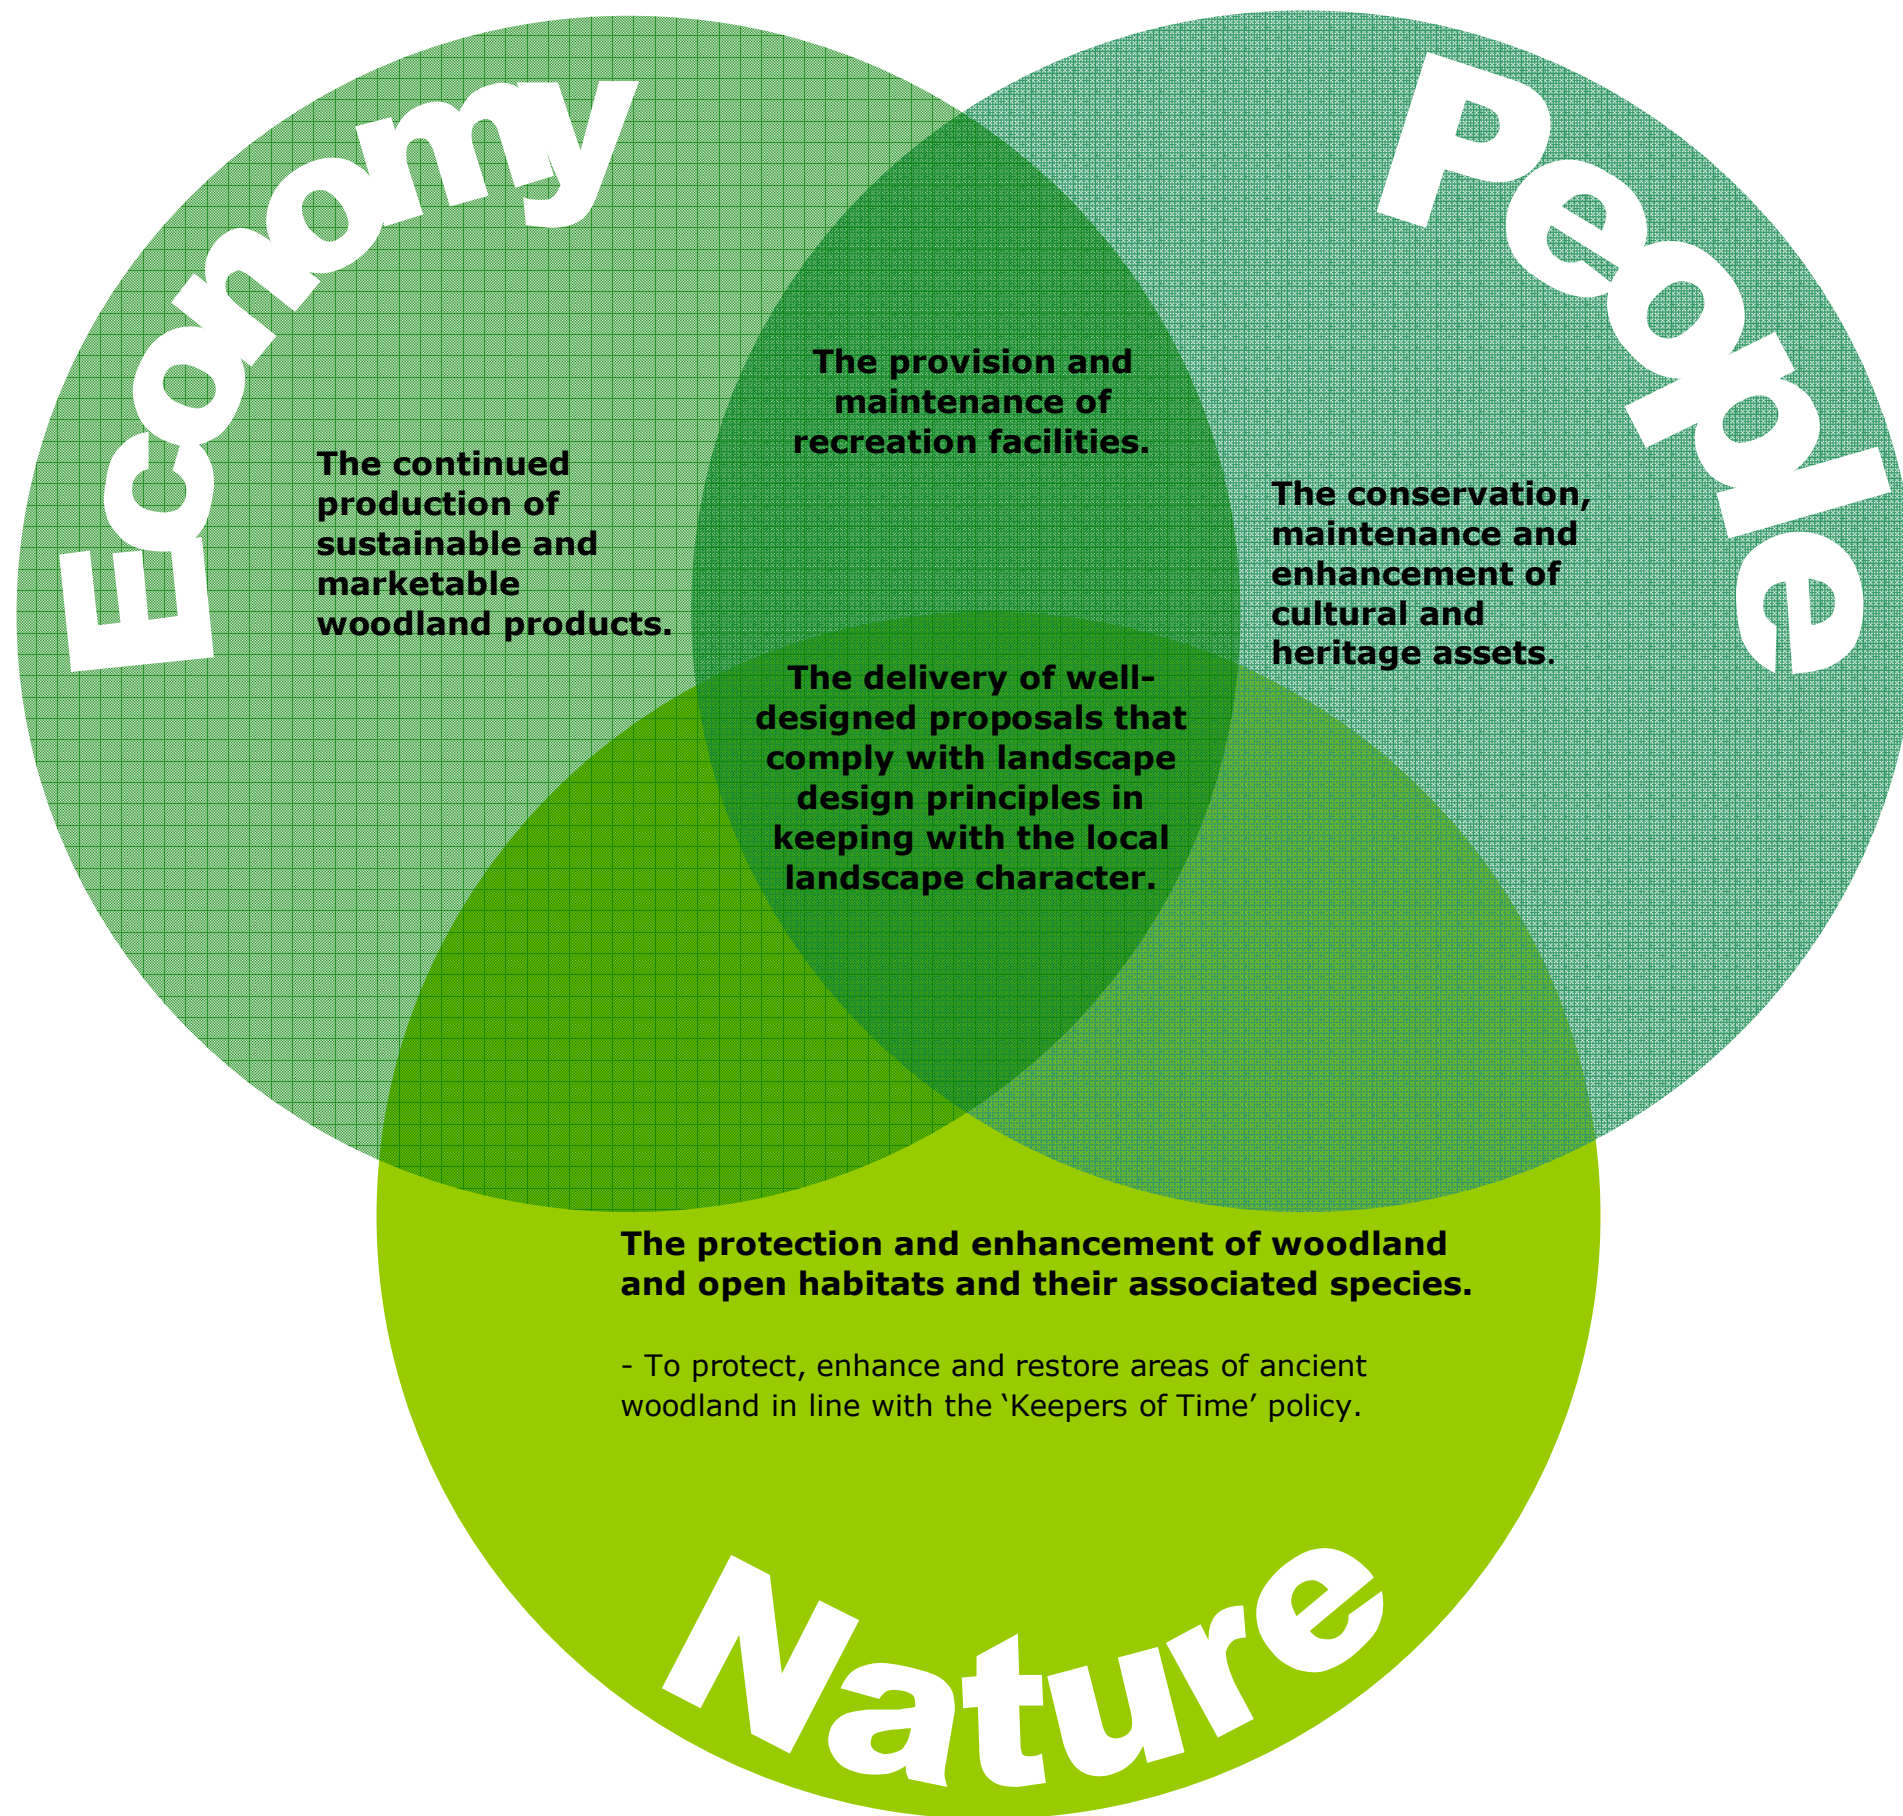 Economy
People
The provision and
maintenance of
recreation facilities.
The continued
production of
sustainable and
marketable
woodland products.
The conservation,
maintenance and
enhancement of
cultural and
heritage assets.
The delivery of well-
designed proposals that
comply with landscape
design principles in
keeping with the local
landscape character.
The protection and enhancement of woodland
and open habitats and their associated species.
- To protect, enhance and restore areas of ancient
woodland in line with the ‘Keepers of Time’ policy.
Nature